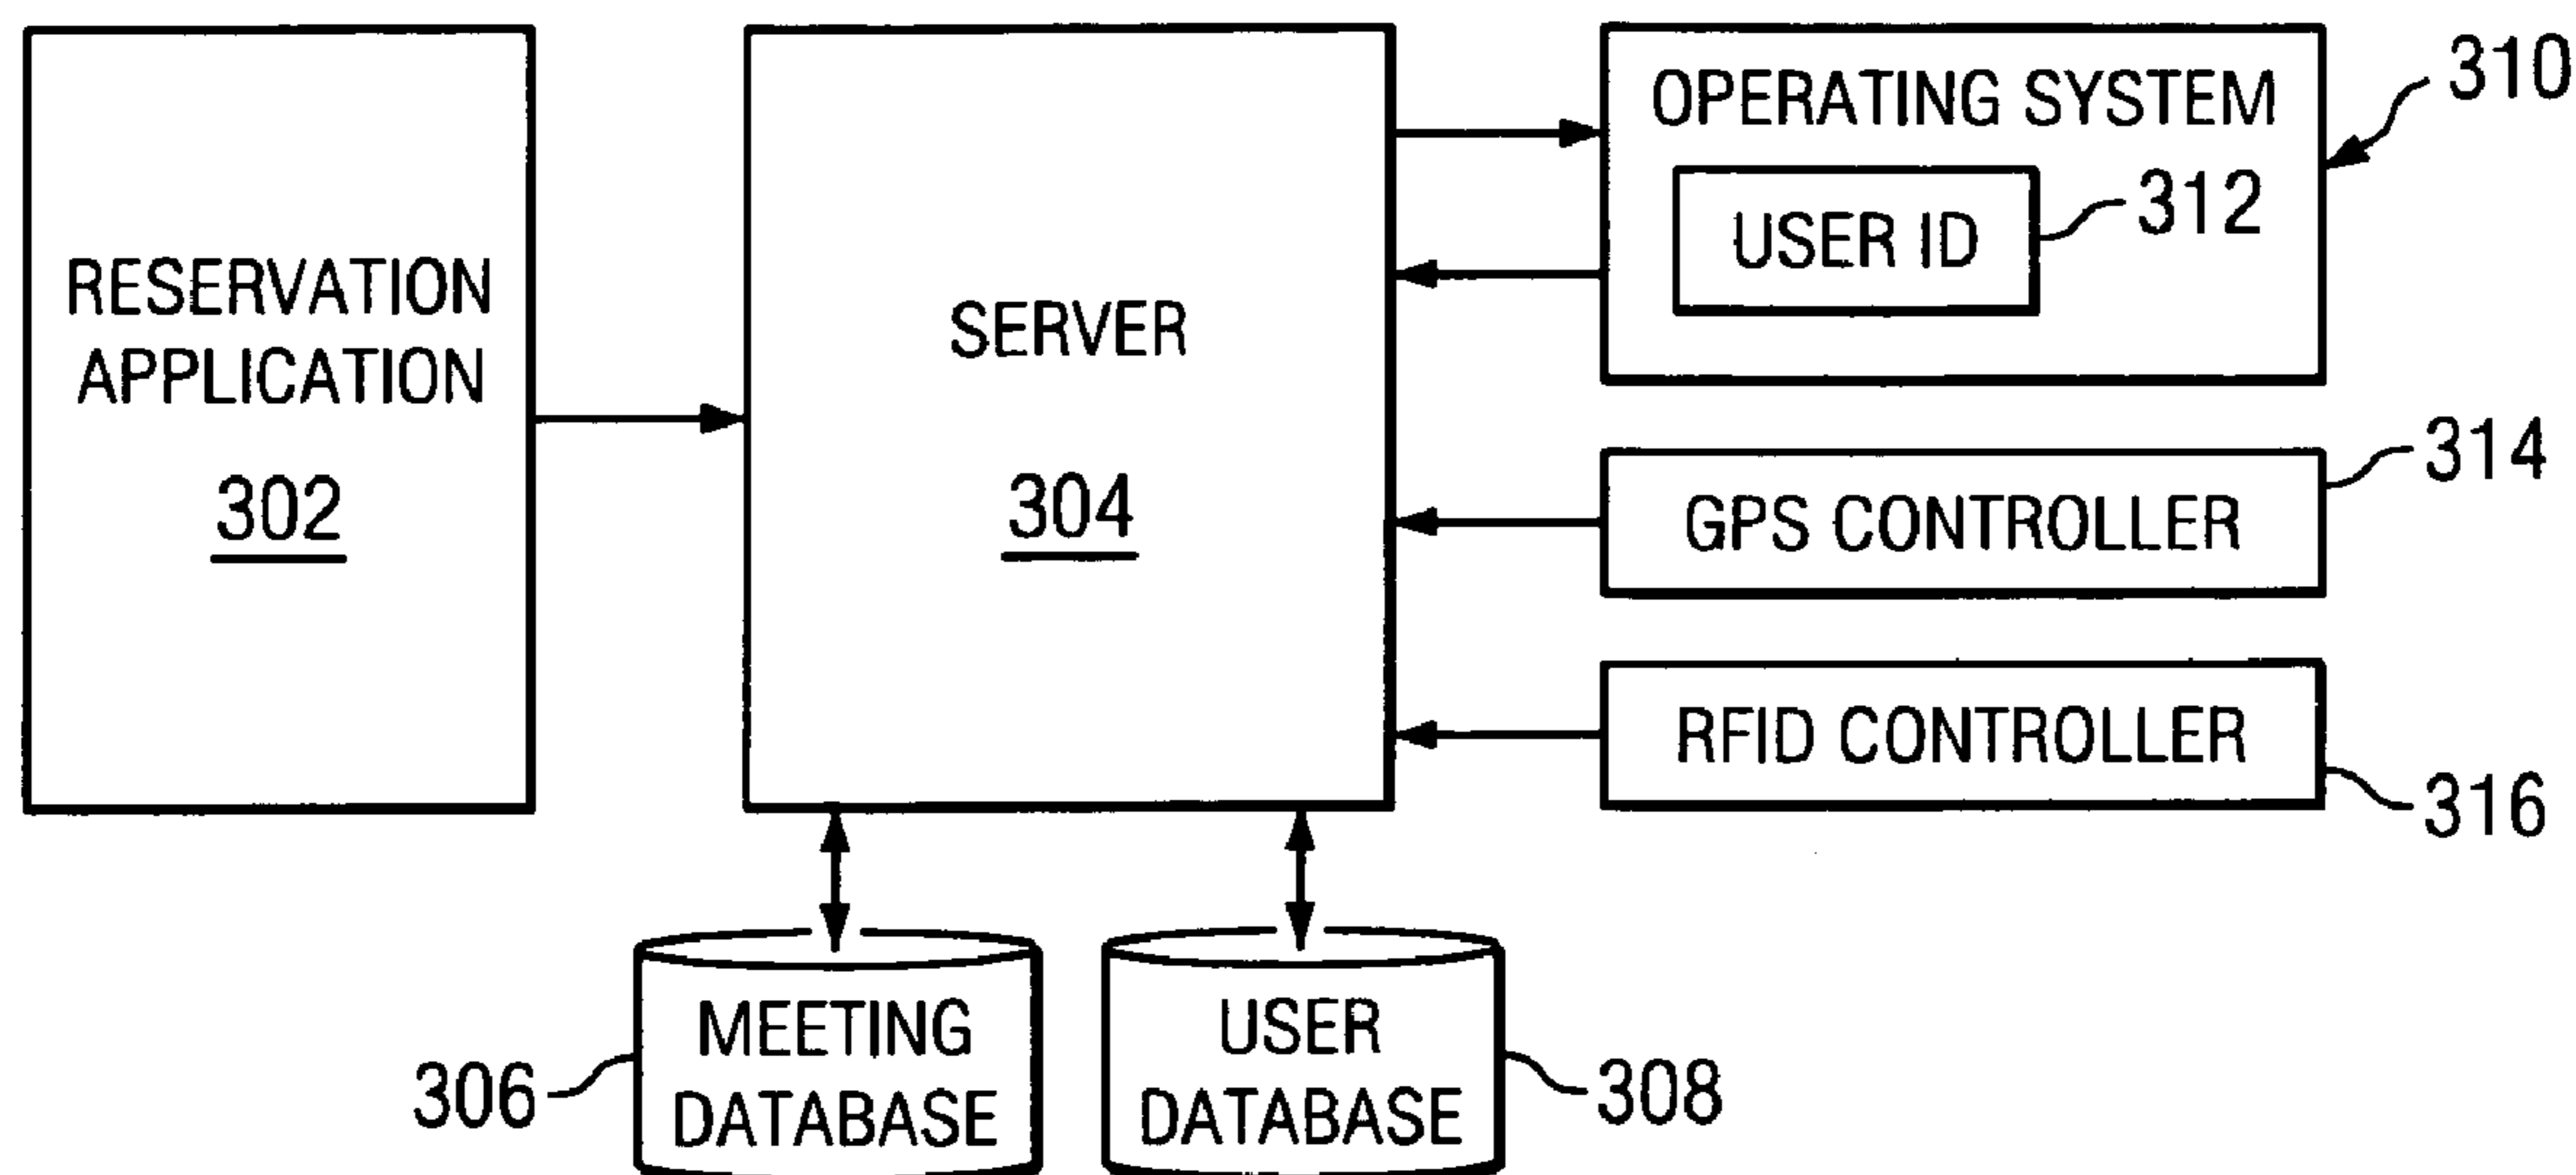 RESERVATION
APPLICATION
302
SERVER
304
OPERATING SYSTEM
310
USER ID
312
GPS CONTROLLER
314
RFID CONTROLLER
316
MEETING
DATABASE
306
USER
DATABASE
308